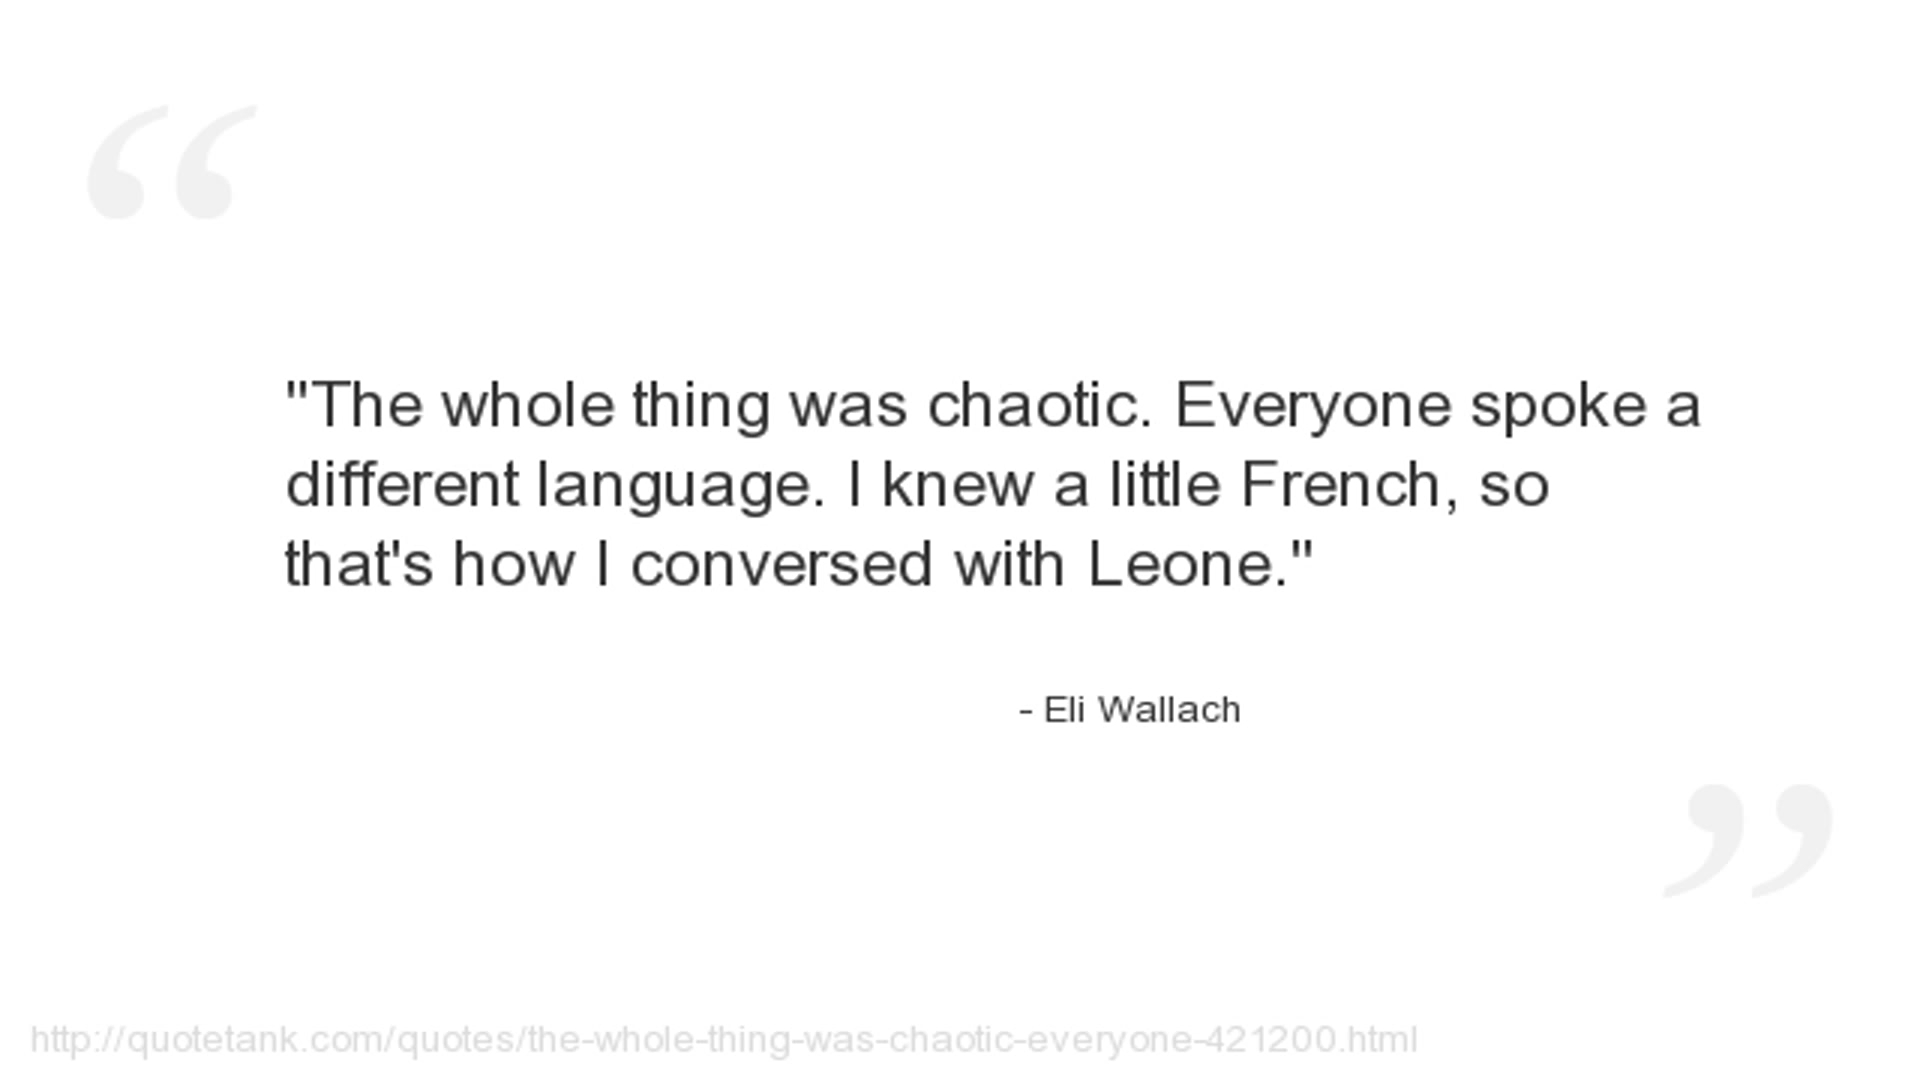 "The whole thing was chaotic. Everyone spoke a
different language. I knew a little French, so
that's how I conversed with Leone."
- Eli Wallach
http://quotetank.com/quotes/the-whole-thing-was-chaotic-everyone-421200.html